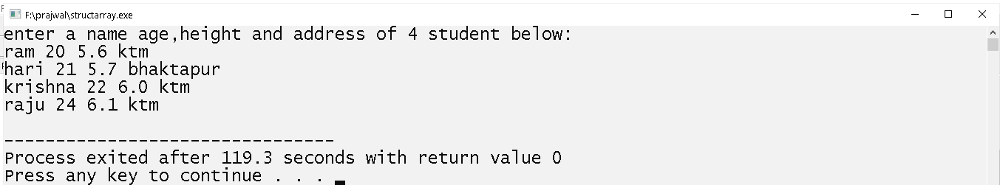 F:\prajwal\structarray.exe
enter a name age,height and address of 4 student below:
ram 20 5.6 ktm
hari 21 5.7 bhaktapur
krishna 22 6.0 ktm
raju 24 6.1 ktm
--------------------------------
Process exited after 119.3 seconds with return value 0
Press any key to continue . . .